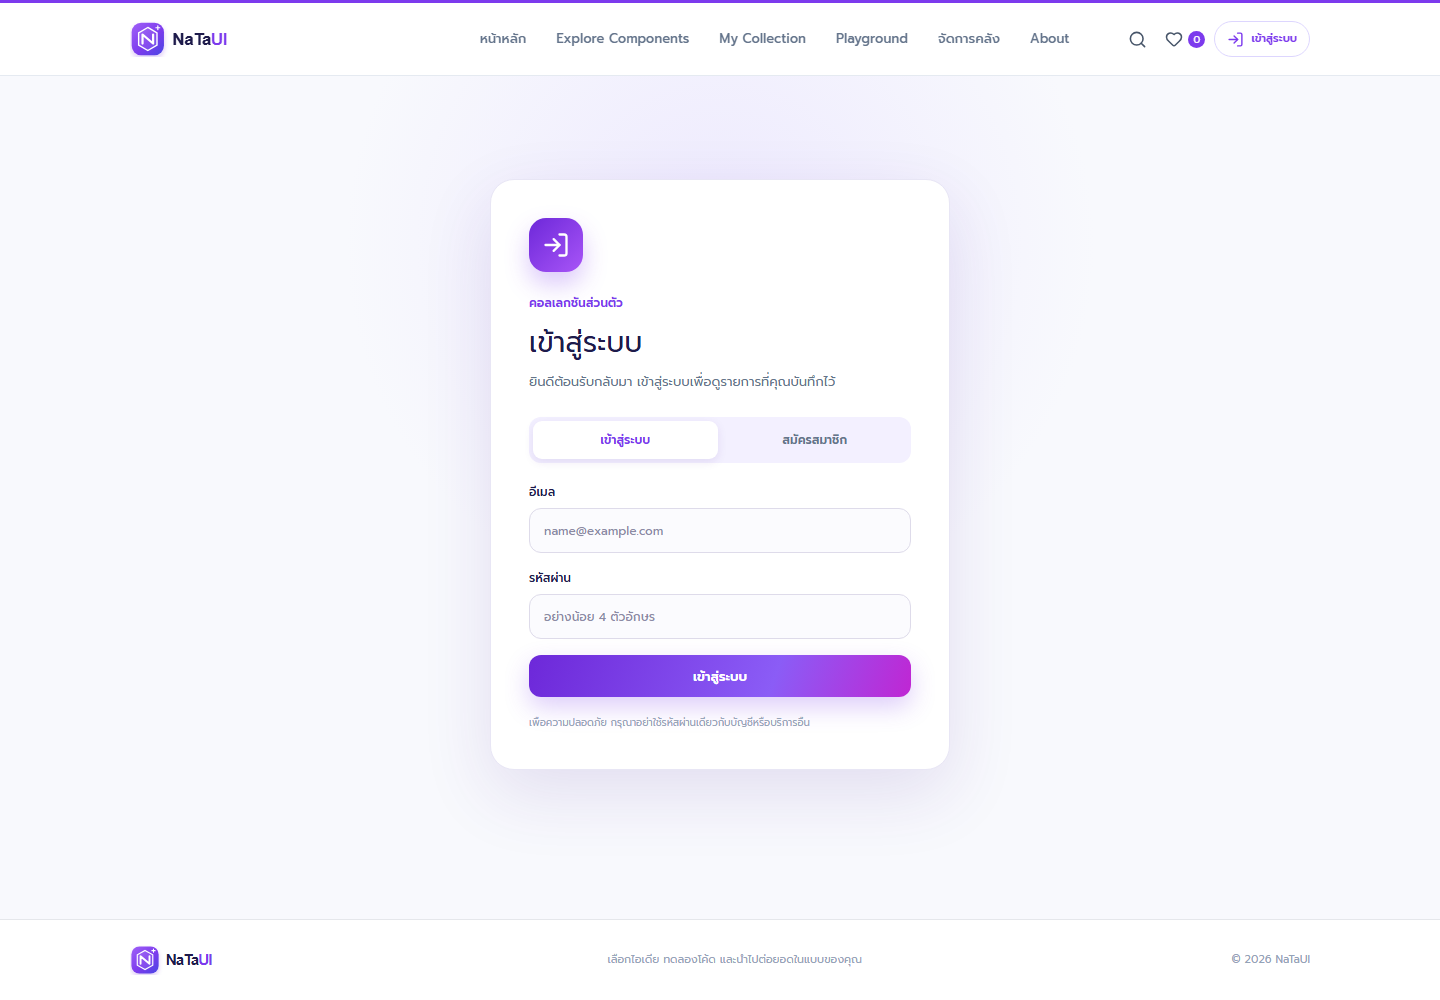 NaTaUI
หน้าหลัก Explore Components My Collection Playground จัดการคลัง About 0 เข้าสู่ระบบ
คอลเลกชันส่วนตัว
เข้าสู่ระบบ
ยินดีต้อนรับกลับมา เข้าสู่ระบบเพื่อดูรายการที่คุณบันทึกไว้
เข้าสู่ระบบ สมัครสมาชิก
อีเมล
name@example.com
รหัสผ่าน
อย่างน้อย 4 ตัวอักษร
เข้าสู่ระบบ
เพื่อความปลอดภัย กรุณาอย่าใช้รหัสผ่านเดียวกับบัญชีหรือบริการอื่น
NaTaUI
เลือกไอเดีย ทดลองโค้ด และนำไปต่อยอดในแบบของคุณ
© 2026 NaTaUI